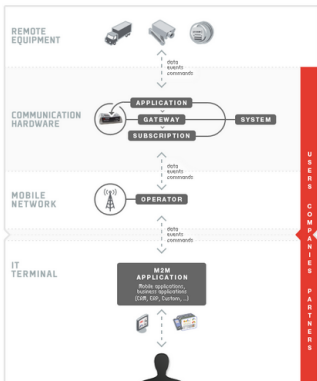 REMOTE
EQUIPMENT
data
events
commands
COMMUNICATION
HARDWARE
APPLICATION
GATEWAY
SYSTEM
SUBSCRIPTION
data
events
commands
MOBILE
NETWORK
OPERATOR
data
events
commands
IT
TERMINAL
M2M
APPLICATION
Mobile applications,
business applications
(CRM, ERP, Custom, ...)
USERS COMPANIES PARTNERS